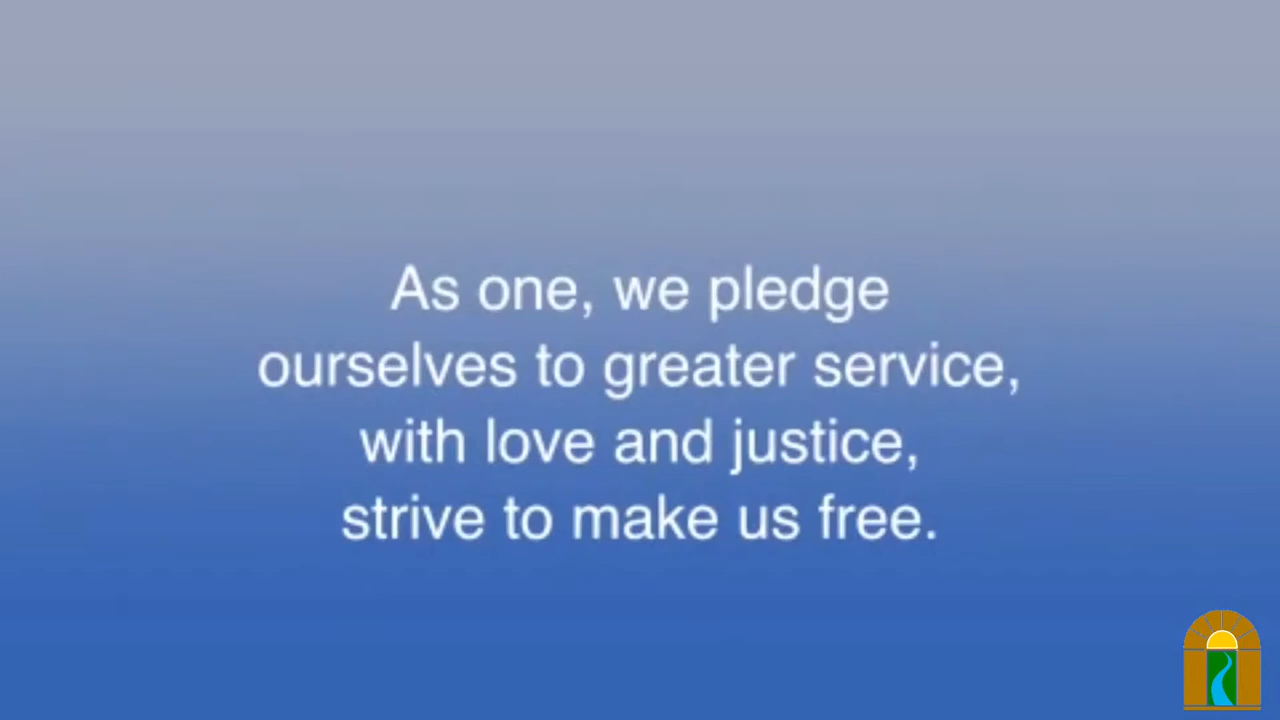 As one, we pledge
ourselves to greater service,
with love and justice,
strive to make us free.